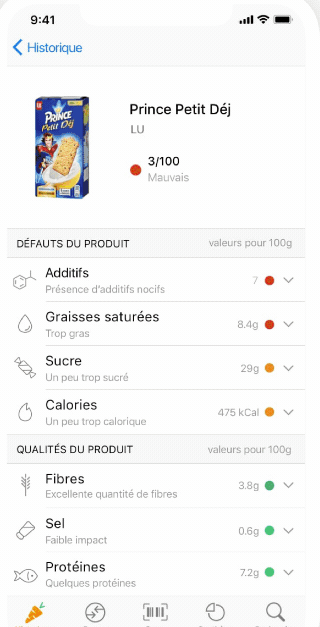 9:41
Historique
LU
PRINCE
Petit Déj
Prince Petit Déj
LU
3/100
Mauvais
DÉFAUTS DU PRODUIT valeurs pour 100g
Additifs 7
Présence d'additifs nocifs
Graisses saturées 8.4g
Trop gras
Sucre 29g
Un peu trop sucré
Calories 475 kCal
Un peu trop calorique
QUALITÉS DU PRODUIT valeurs pour 100g
Fibres 3.8g
Excellente quantité de fibres
Sel 0.6g
Faible impact
Protéines 7.2g
Quelques protéines